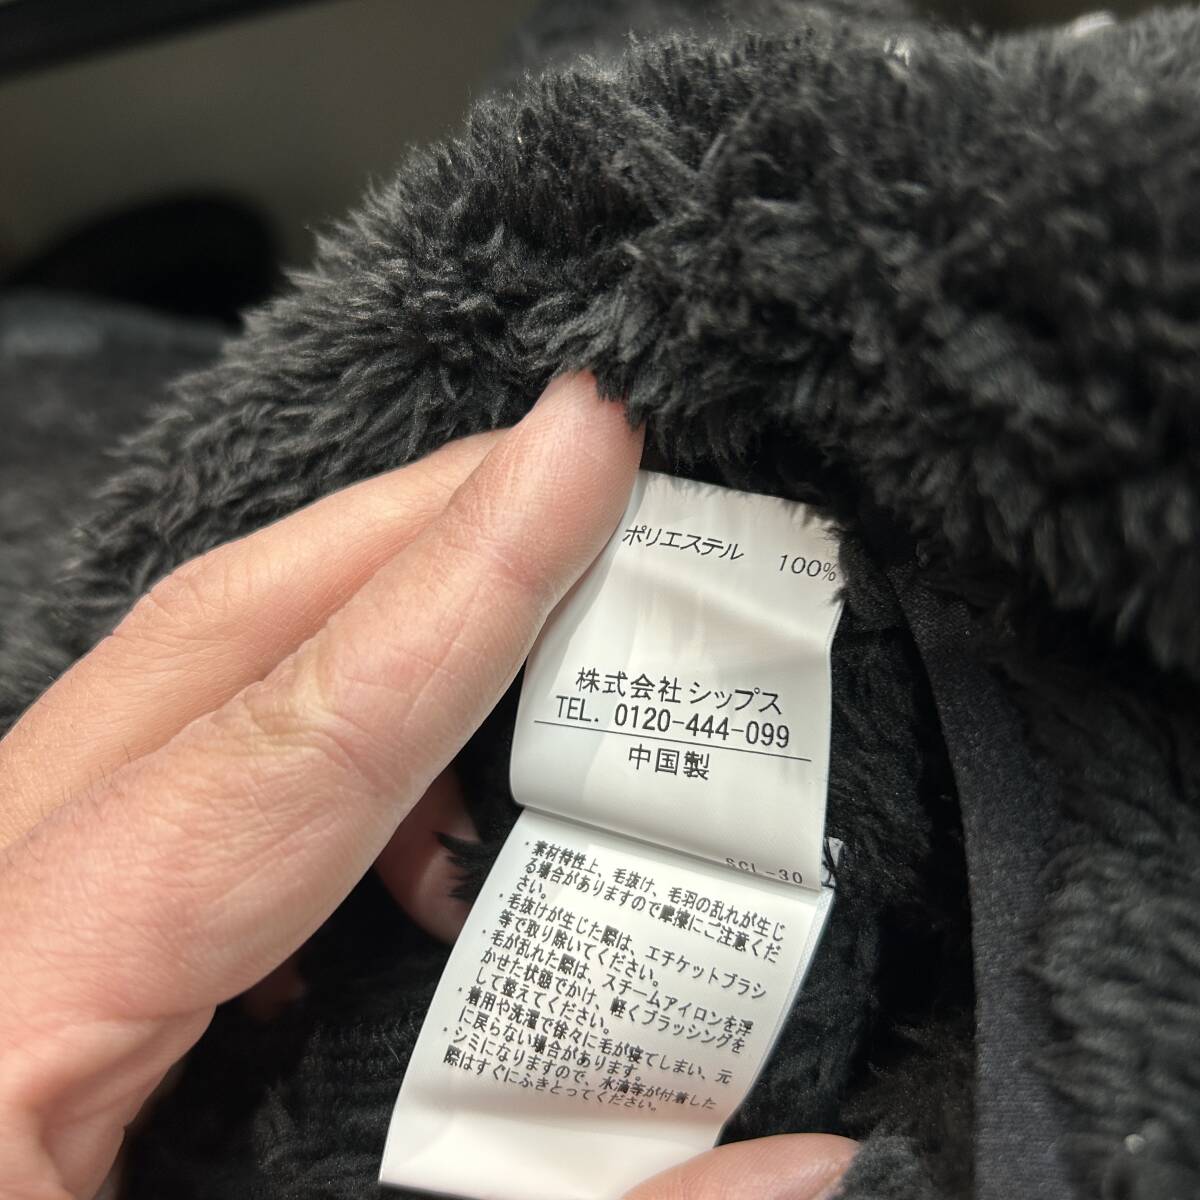 ポリエステル 100%
株式会社シップス
TEL. 0120-444-099
中国製
SCL-30
・素材特性上、毛抜け、毛羽の乱れが生じ
る場合がありますので摩擦にご注意くだ
さい。
・毛抜けが生じた際は、エチケットブラシ
等で取り除いてください。
・毛が乱れた際は、スチームアイロンを浮
かせた状態でかけ、軽くブラッシングを
して整えてください。
・着用や洗濯で徐々に毛が寝てしまい、元
に戻らない場合があります。
・シミになりますので、水滴等が付着した
際はすぐにふきとってください。